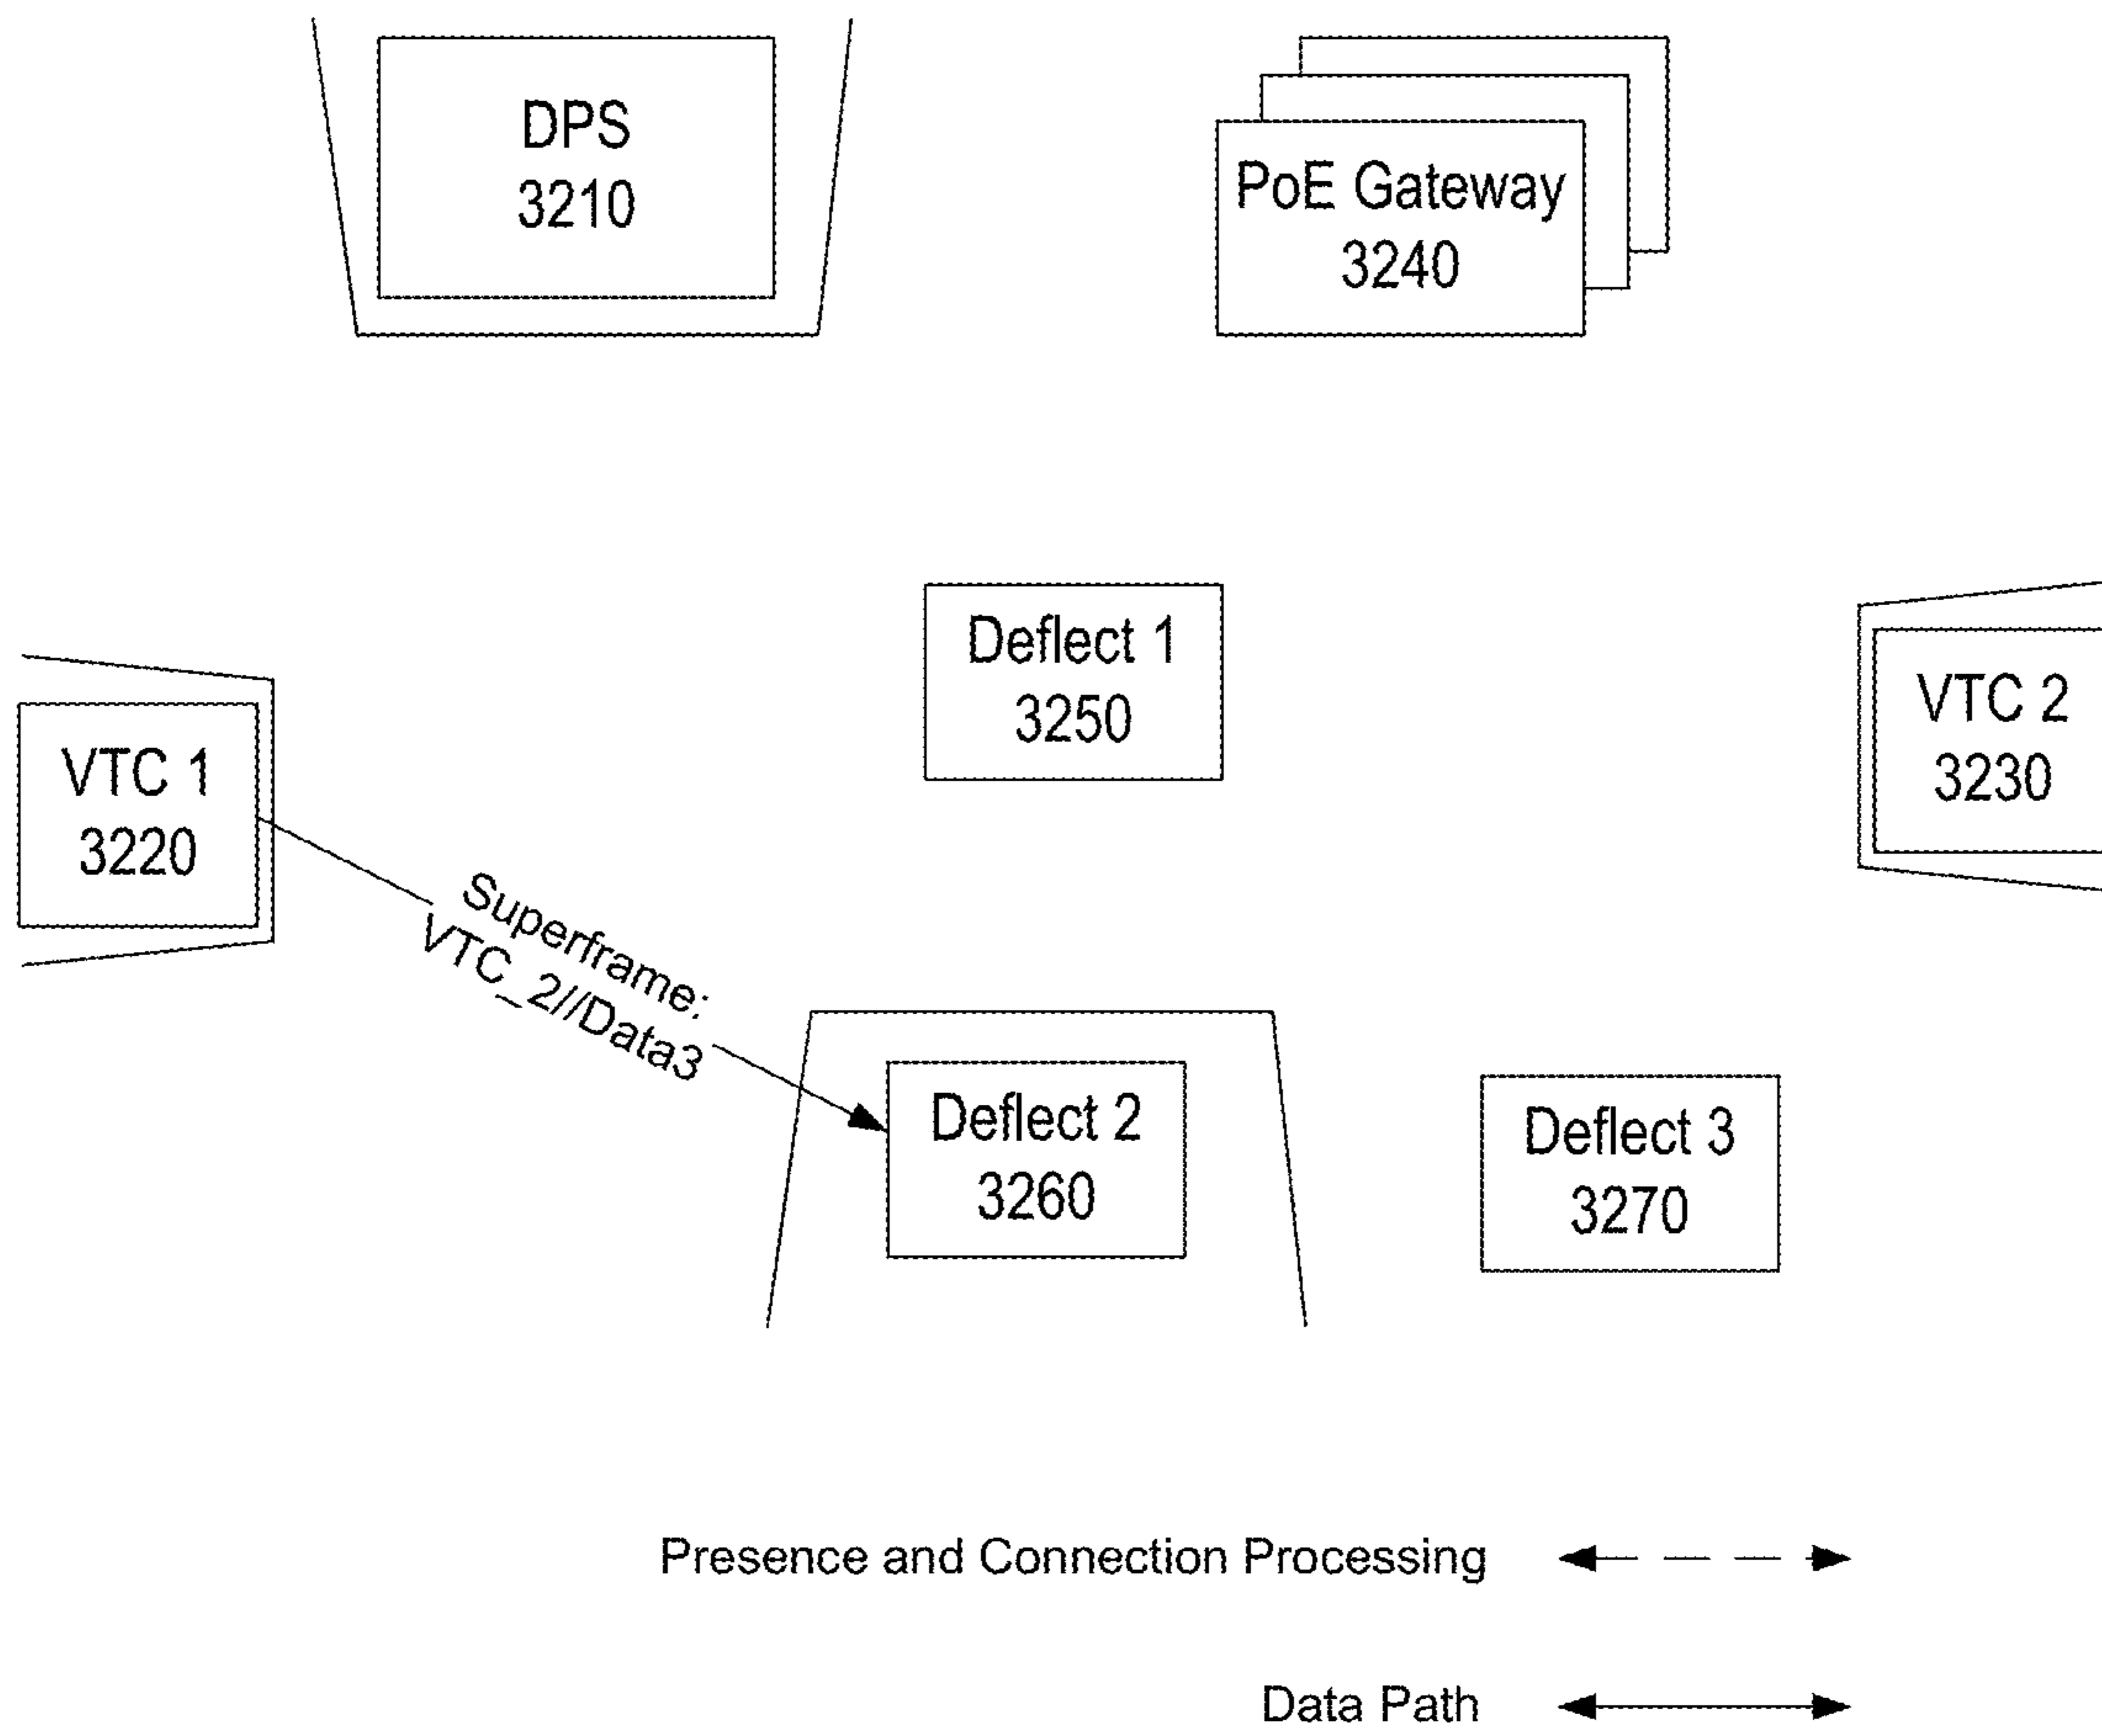 DPS
3210
PoE Gateway
3240
Deflect 1
3250
VTC 2
3230
VTC 1
3220
Superframe:
VTC_2//Data3
Deflect 2
3260
Deflect 3
3270
Presence and Connection Processing
Data Path